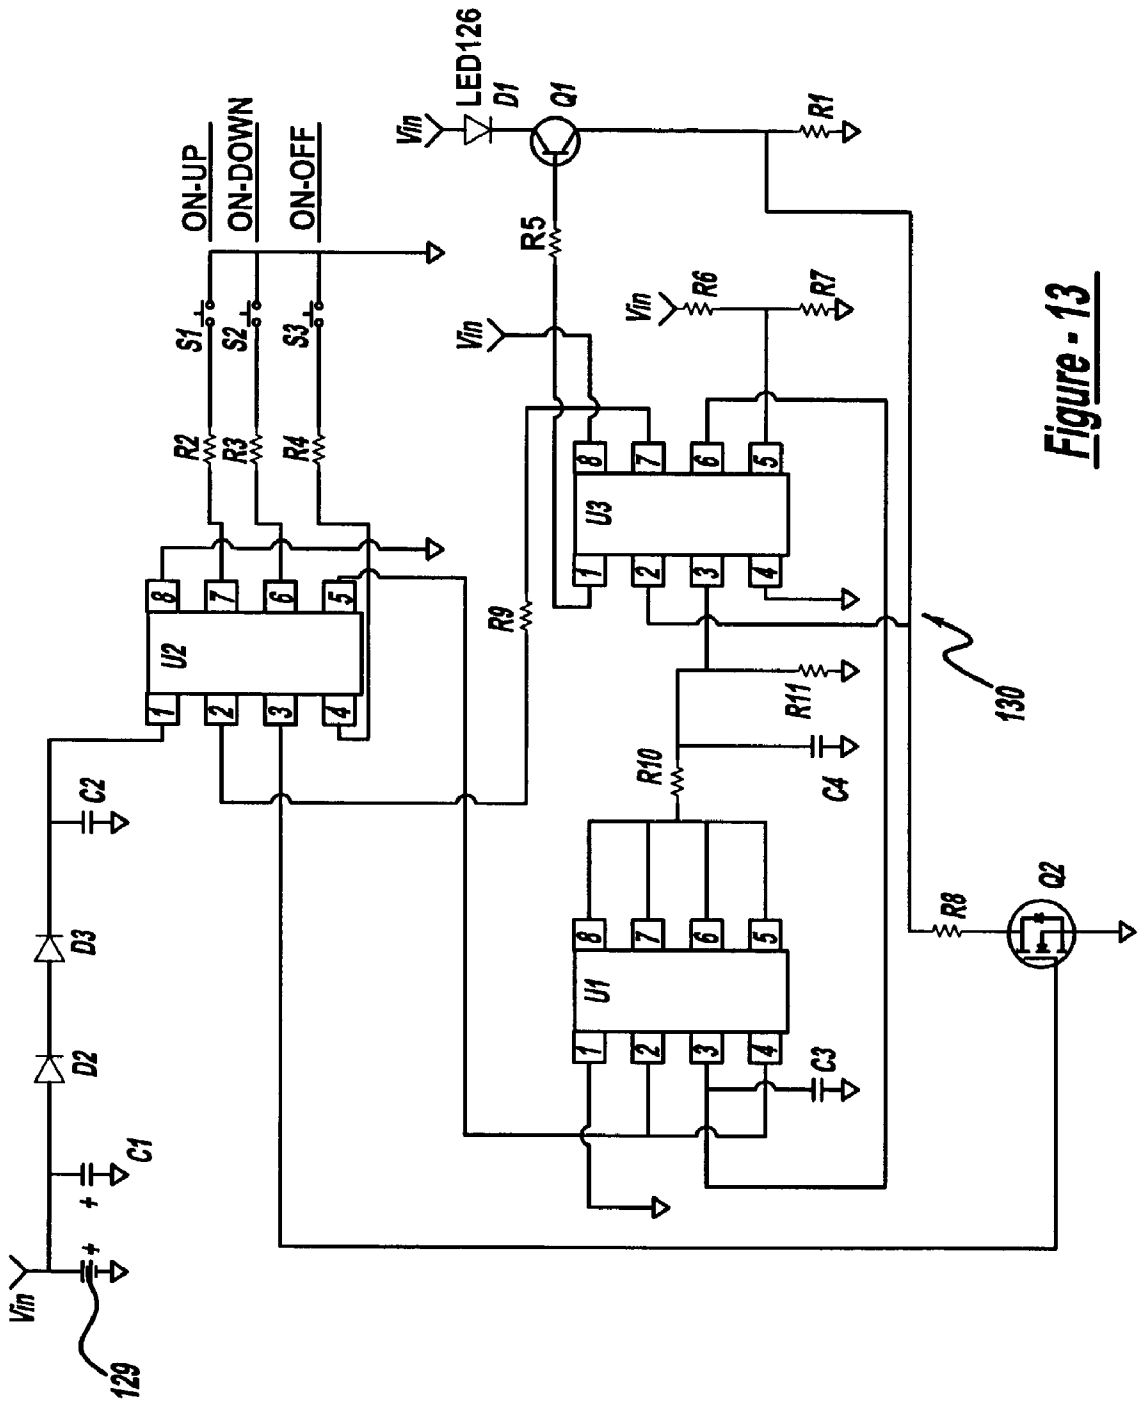 Vin
129
+
+
C1
D2
D3
C2
1
2
3
4
U2
8
7
6
5
R2
R3
R4
S1
S2
S3
ON-UP
ON-DOWN
ON-OFF
Vin
LED126
D1
Q1
R5
R1
Vin
Vin
R6
R7
R9
U3
8
7
6
5
1
2
3
4
R10
R11
C4
U1
8
7
6
5
1
2
3
4
C3
R8
Q2
130
Figure - 13